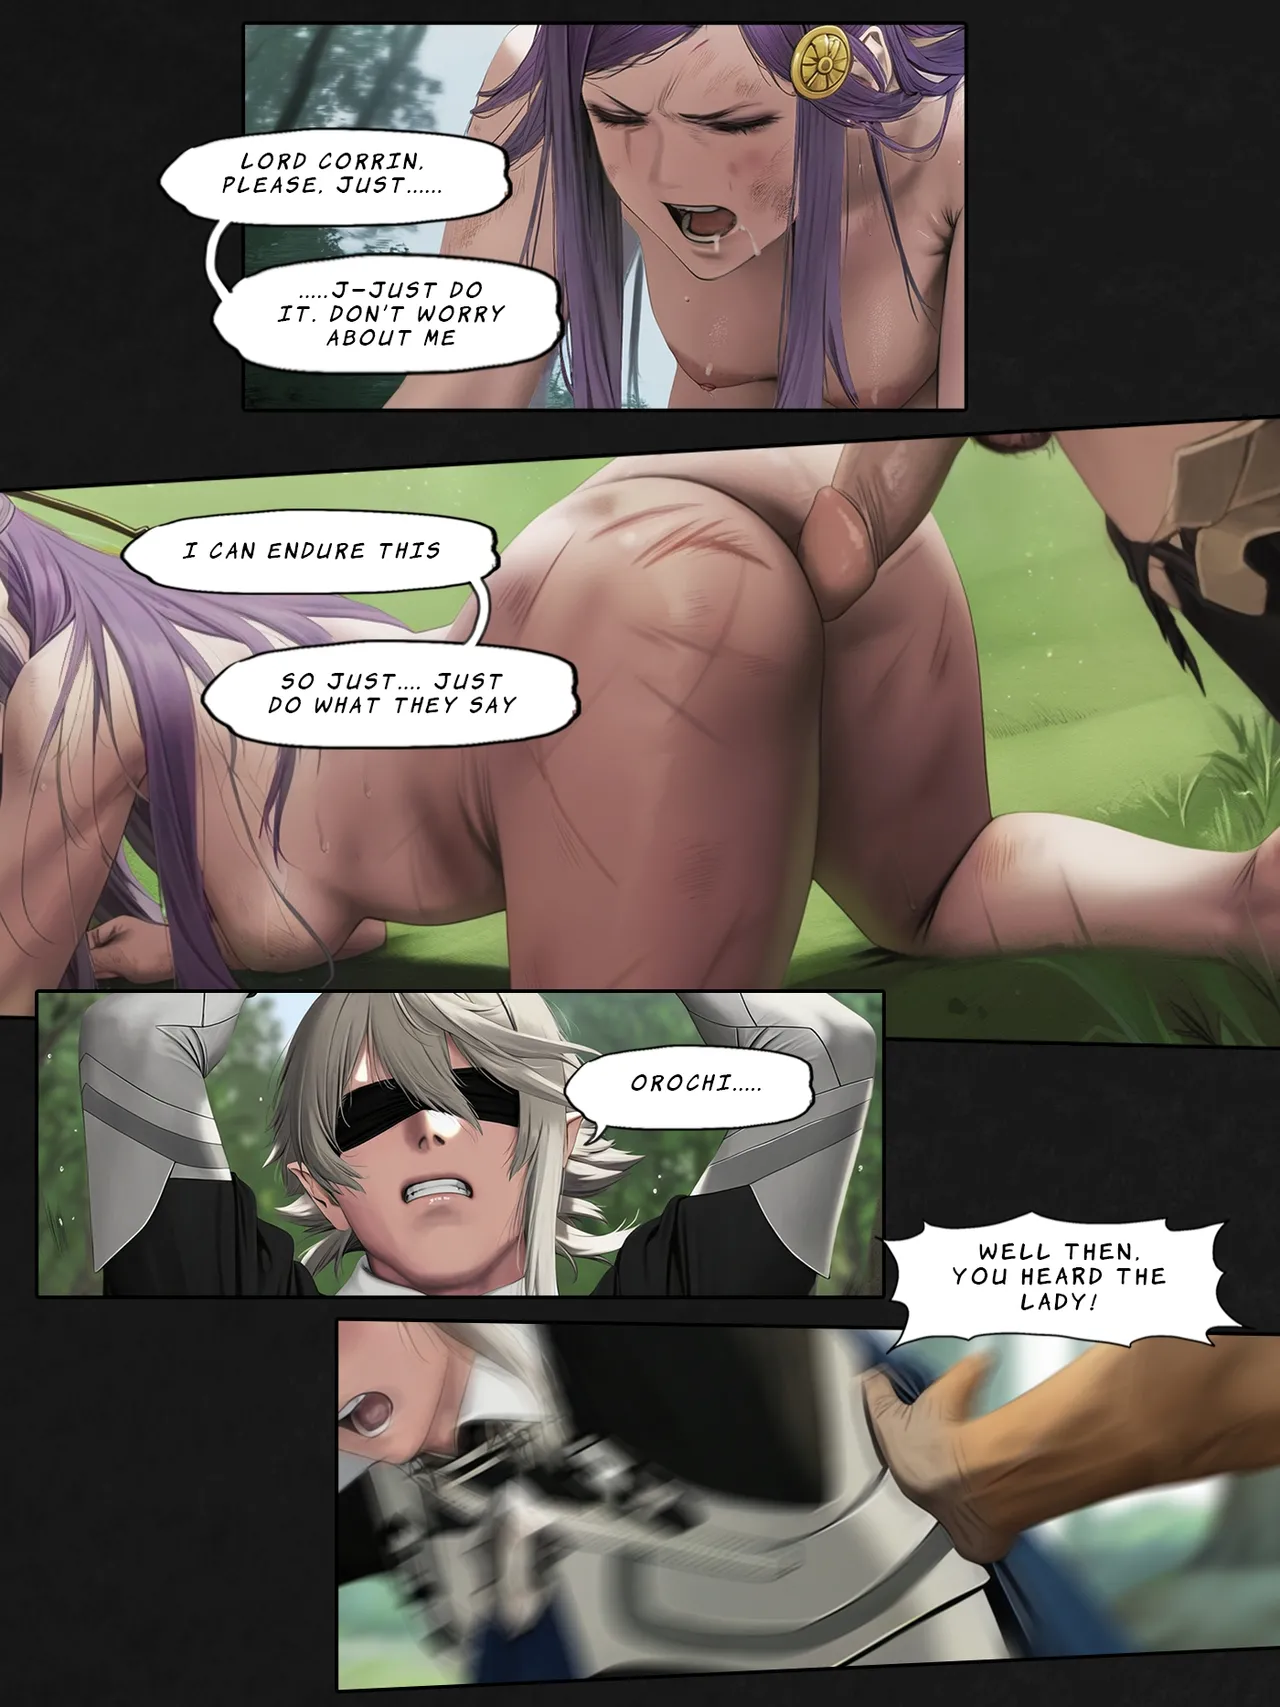 LORD CORRIN,
PLEASE, JUST......
.....J-JUST DO
IT. DON'T WORRY
ABOUT ME
I CAN ENDURE THIS
SO JUST.... JUST
DO WHAT THEY SAY
OROCHI.....
WELL THEN,
YOU HEARD THE
LADY!